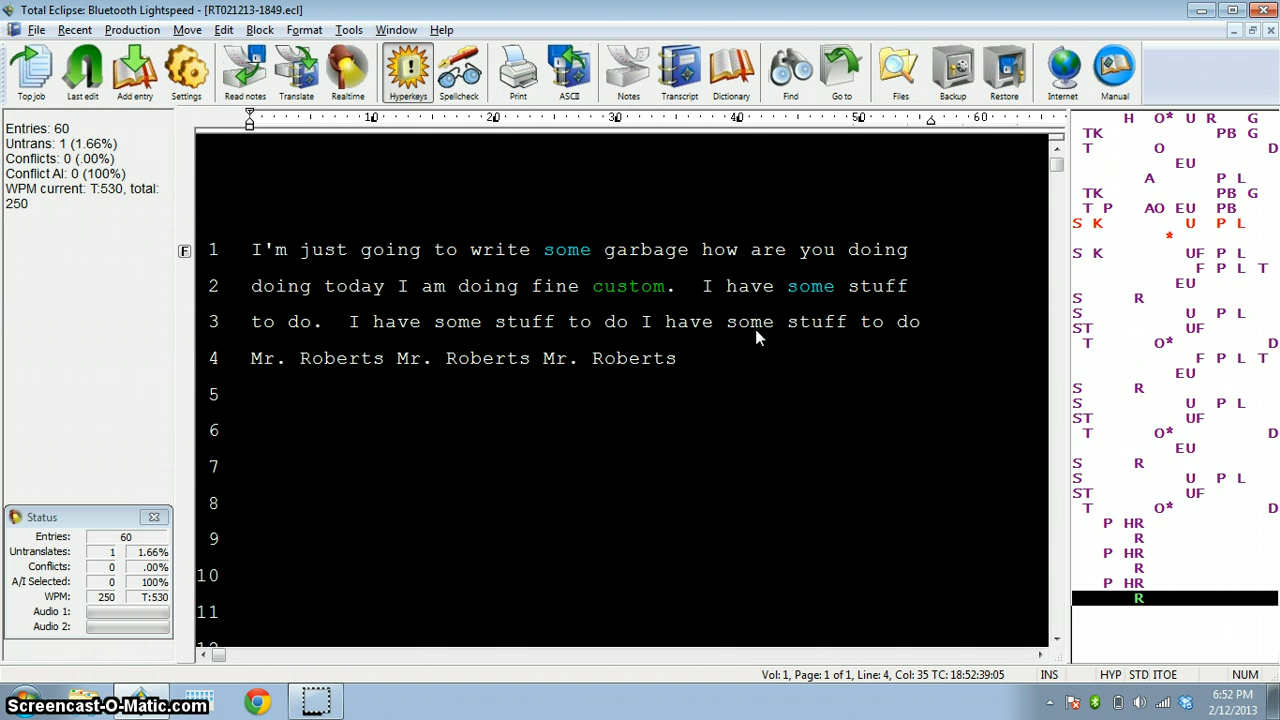 Total Eclipse: Bluetooth Lightspeed - [RT021213-1849.ecl]
File Recent Production Move Edit Block Format Tools Window Help
Top job Last edit Add entry Settings Read notes Translate Realtime Hyperkeys Spellcheck Print ASCII Notes Transcript Dictionary Find Go to Files Backup Restore Internet Manual
Entries: 60
Untrans: 1 (1.66%)
Conflicts: 0 (.00%)
Conflict AI: 0 (100%)
WPM current: T:530, total:
250
10 20 30 40 50 60
F 1 I'm just going to write some garbage how are you doing
2 doing today I am doing fine custom. I have some stuff
3 to do. I have some stuff to do I have some stuff to do
4 Mr. Roberts Mr. Roberts Mr. Roberts
5
6
7
8
9
10
11
12
H O* U R G
TK PB G
T O D
EU
A P L
TK PB G
T P AO EU PB
S K U P L
*
S K UF P L
F P L T
EU
S R
S U P L
ST UF
T O* D
F P L T
EU
S R
S U P L
ST UF
T O* D
EU
S R
S U P L
ST UF
T O* D
P HR
R
P HR
R
P HR
R
Status
Entries: 60
Untranslates: 1 1.66%
Conflicts: 0 .00%
A/I Selected: 0 100%
WPM: 250 T:530
Audio 1:
Audio 2:
Vol: 1, Page: 1 of 1, Line: 4, Col: 35 TC: 18:52:39:05 INS HYP STD ITOE NUM
Screencast-O-Matic.com
6:52 PM
2/12/2013